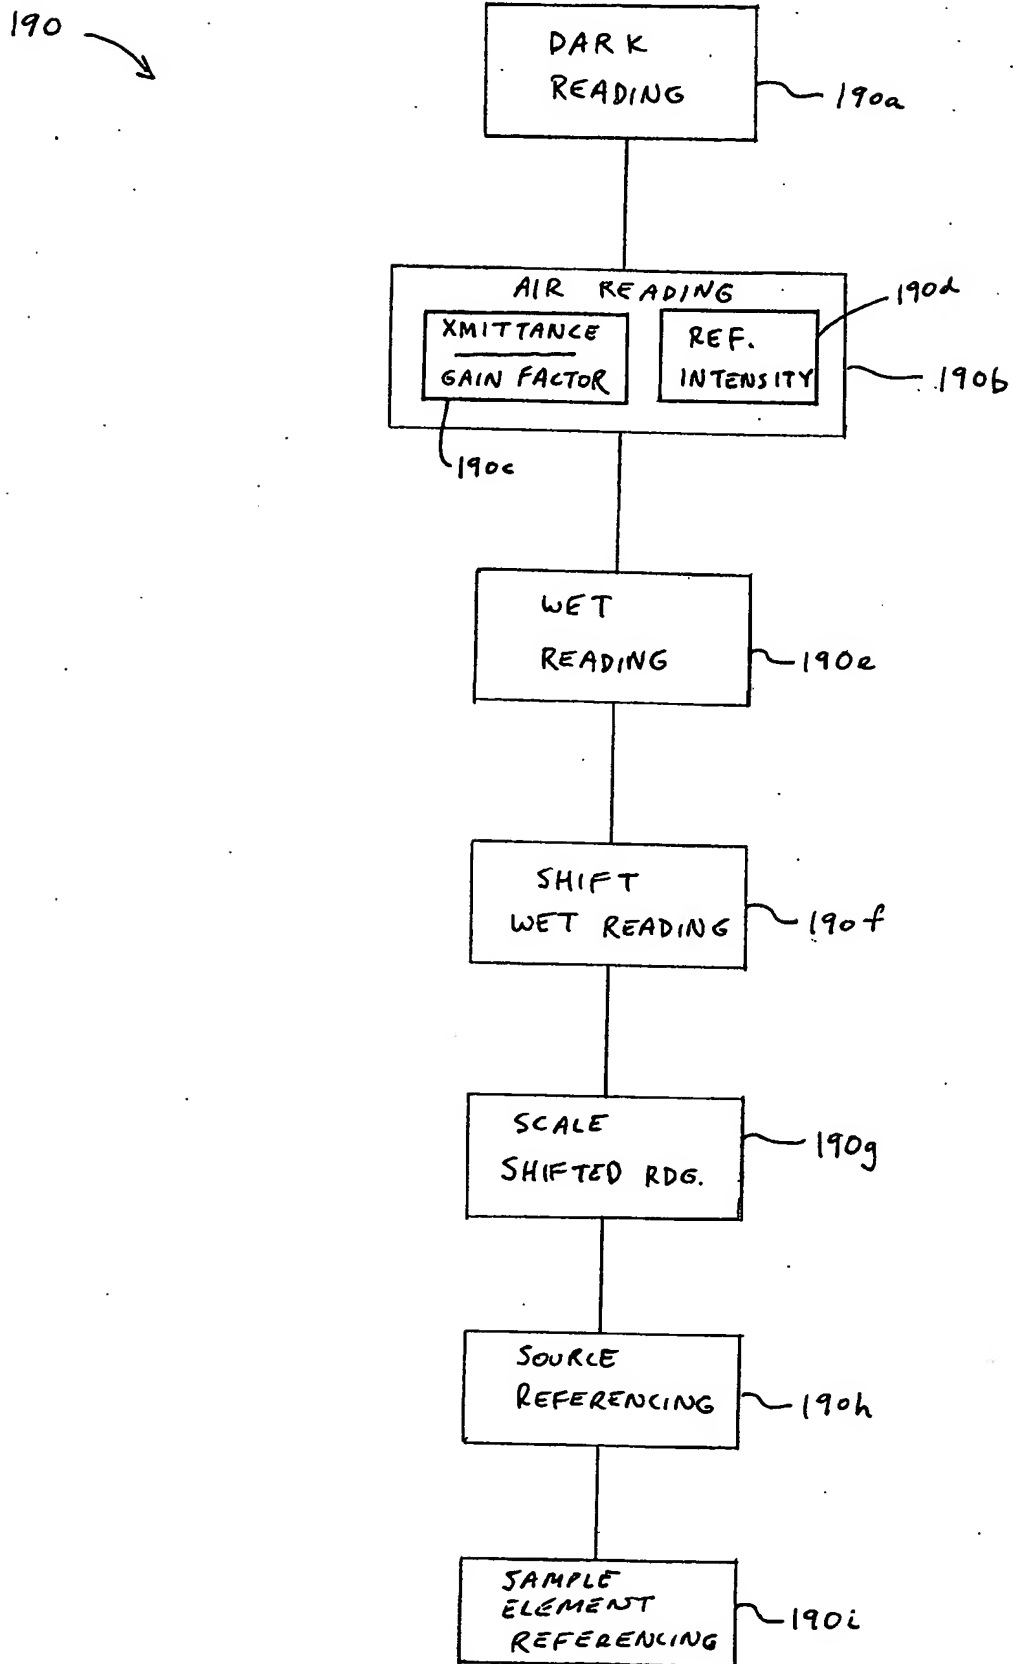 190
DARK
READING
190a
AIR READING
190d
XMITTANCE
GAIN FACTOR
REF.
INTENSITY
190b
190c
WET
READING
190e
SHIFT
WET READING
190f
SCALE
SHIFTED RDG.
190g
SOURCE
REFERENCING
190h
SAMPLE
ELEMENT
REFERENCING
190i